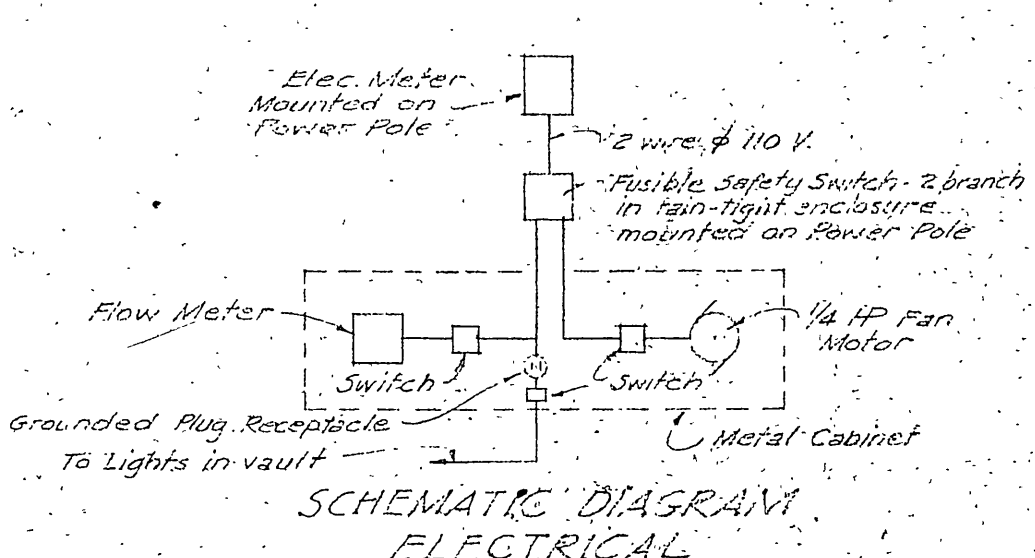 Elec. Meter
Mounted on
Power Pole
2 wire ϕ 110 V.
Fusible Safety Switch - 2 branch
in rain-tight enclosure
mounted on Power Pole
Flow Meter
1/4 HP Fan
Motor
Switch
Switch
Grounded Plug Receptacle
Metal Cabinet
To Lights in vault
SCHEMATIC DIAGRAM
ELECTRICAL